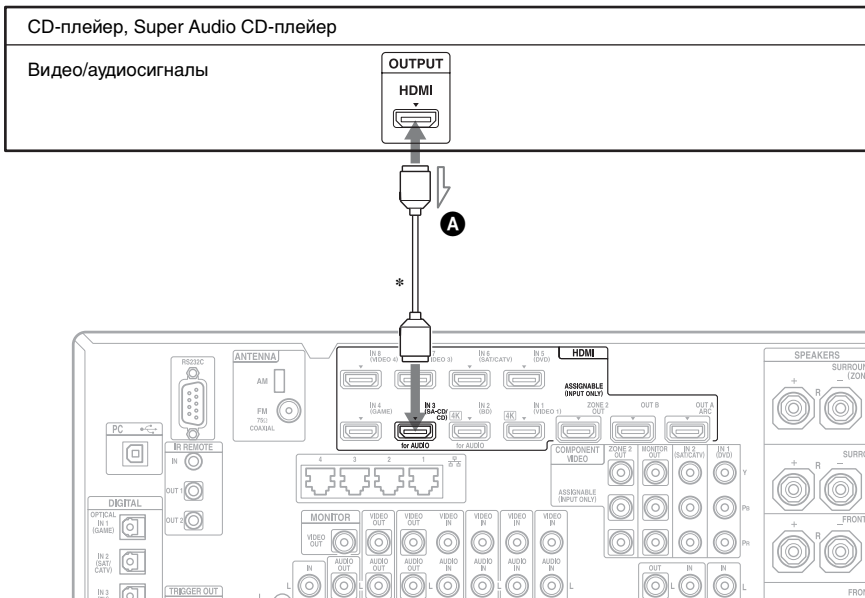 CD-плейер, Super Audio CD-плейер
Видео/аудиосигналы
OUTPUT
HDMI
A
*
RS232C
ANTENNA
AM
FM
75Ω
COAXIAL
IN 8
(VIDEO 4)
IN 6
(SAT/CATV)
IN 5
(DVD)
HDMI
ASSIGNABLE
(INPUT ONLY)
IN 4
(GAME)
IN 3
(SA-CD/
CD)
4K
IN 2
(BD)
4K
IN 1
(VIDEO 1)
ZONE 2
OUT
OUT B
OUT A
ARC
for AUDIO
for AUDIO
SPEAKERS
+
–
R
PC
IR REMOTE
IN
OUT 1
OUT 2
4 3 2 1
COMPONENT
VIDEO
ASSIGNABLE
(INPUT ONLY)
ZONE 2
OUT
MONITOR
OUT
IN 2
(SAT/CATV)
IN 1
(DVD)
Y
PB
PR
+
–
R
DIGITAL
OPTICAL
IN 1
(GAME)
IN 2
(SAT/
CATV)
IN 3
TRIGGER OUT
MONITOR
VIDEO
OUT
VIDEO
OUT
VIDEO
OUT
VIDEO
IN
VIDEO
IN
VIDEO
IN
IN
AUDIO
OUT
AUDIO
OUT
AUDIO
IN
AUDIO
IN
AUDIO
IN
L
L
L
OUT
IN
IN
L
L
FRONT
+
–
R